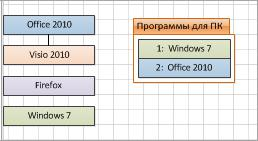 Office 2010
Visio 2010
Firefox
Windows 7
Программы для ПК
1: Windows 7
2: Office 2010